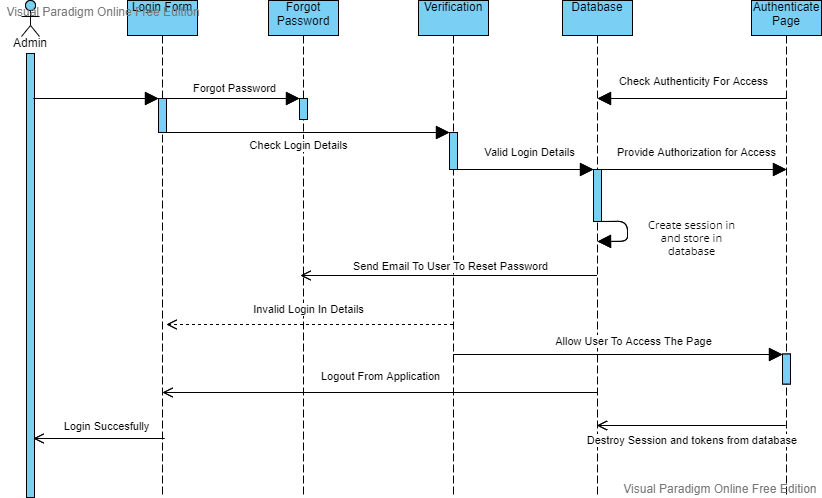 Visual Paradigm Online Free Edition
Login Form
Forgot
Password
Verification
Database
Authenticate
Page
Admin
Forgot Password
Check Authenticity For Access
Check Login Details
Valid Login Details
Provide Authorization for Access
Create session in
and store in
database
Send Email To User To Reset Password
Invalid Login In Details
Allow User To Access The Page
Logout From Application
Login Succesfully
Destroy Session and tokens from database
Visual Paradigm Online Free Edition